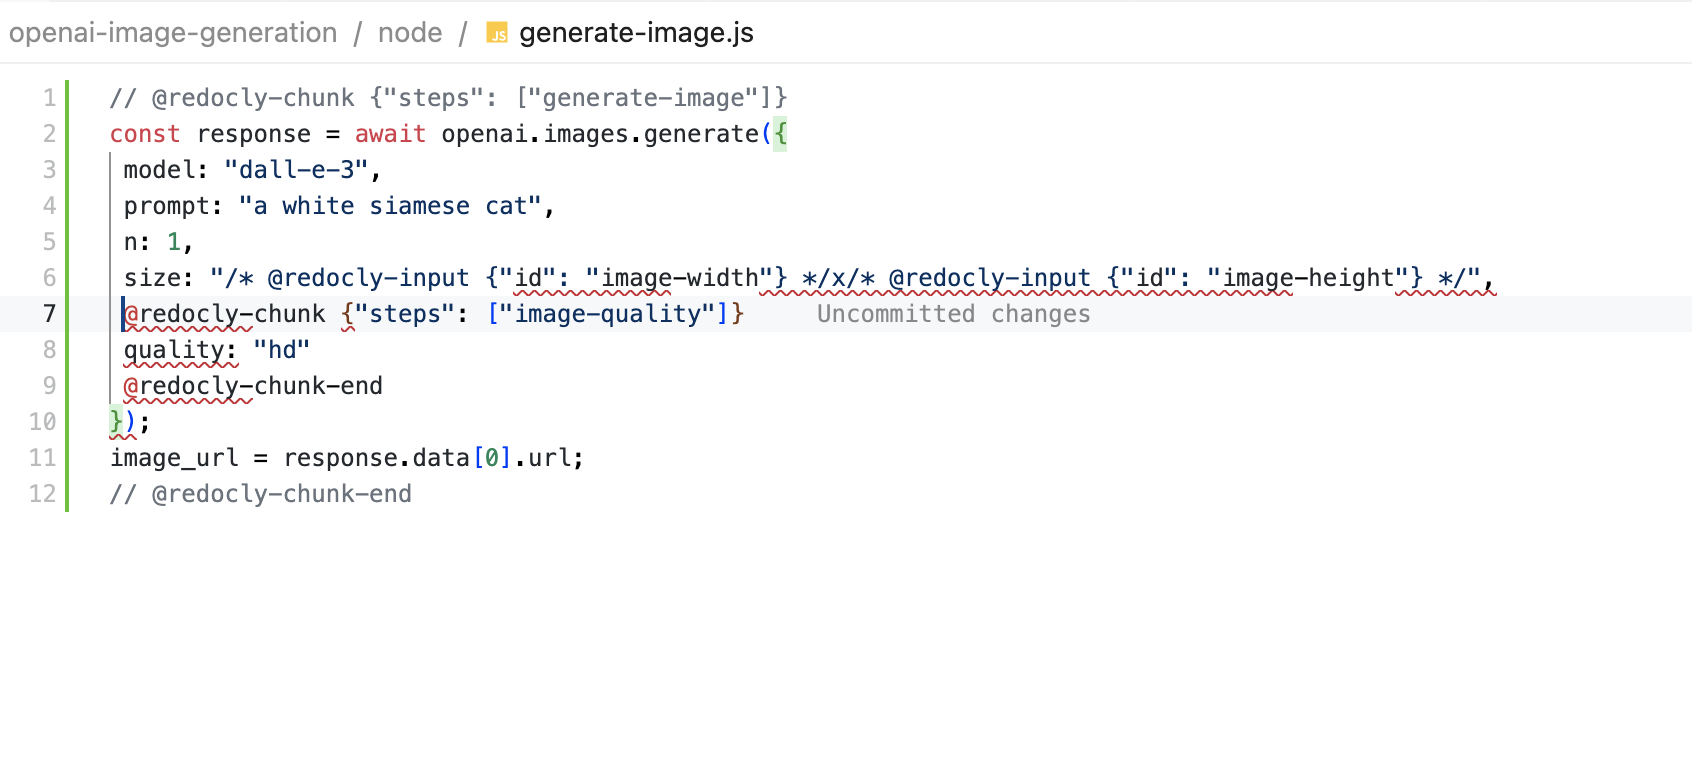 openai-image-generation / node / JS generate-image.js
1 // @redocly-chunk {"steps": ["generate-image"]}
2 const response = await openai.images.generate({
3 model: "dall-e-3",
4 prompt: "a white siamese cat",
5 n: 1,
6 size: "/* @redocly-input {"id": "image-width"} */x/* @redocly-input {"id": "image-height"} */",
7 @redocly-chunk {"steps": ["image-quality"]} Uncommitted changes
8 quality: "hd"
9 @redocly-chunk-end
10 });
11 image_url = response.data[0].url;
12 // @redocly-chunk-end